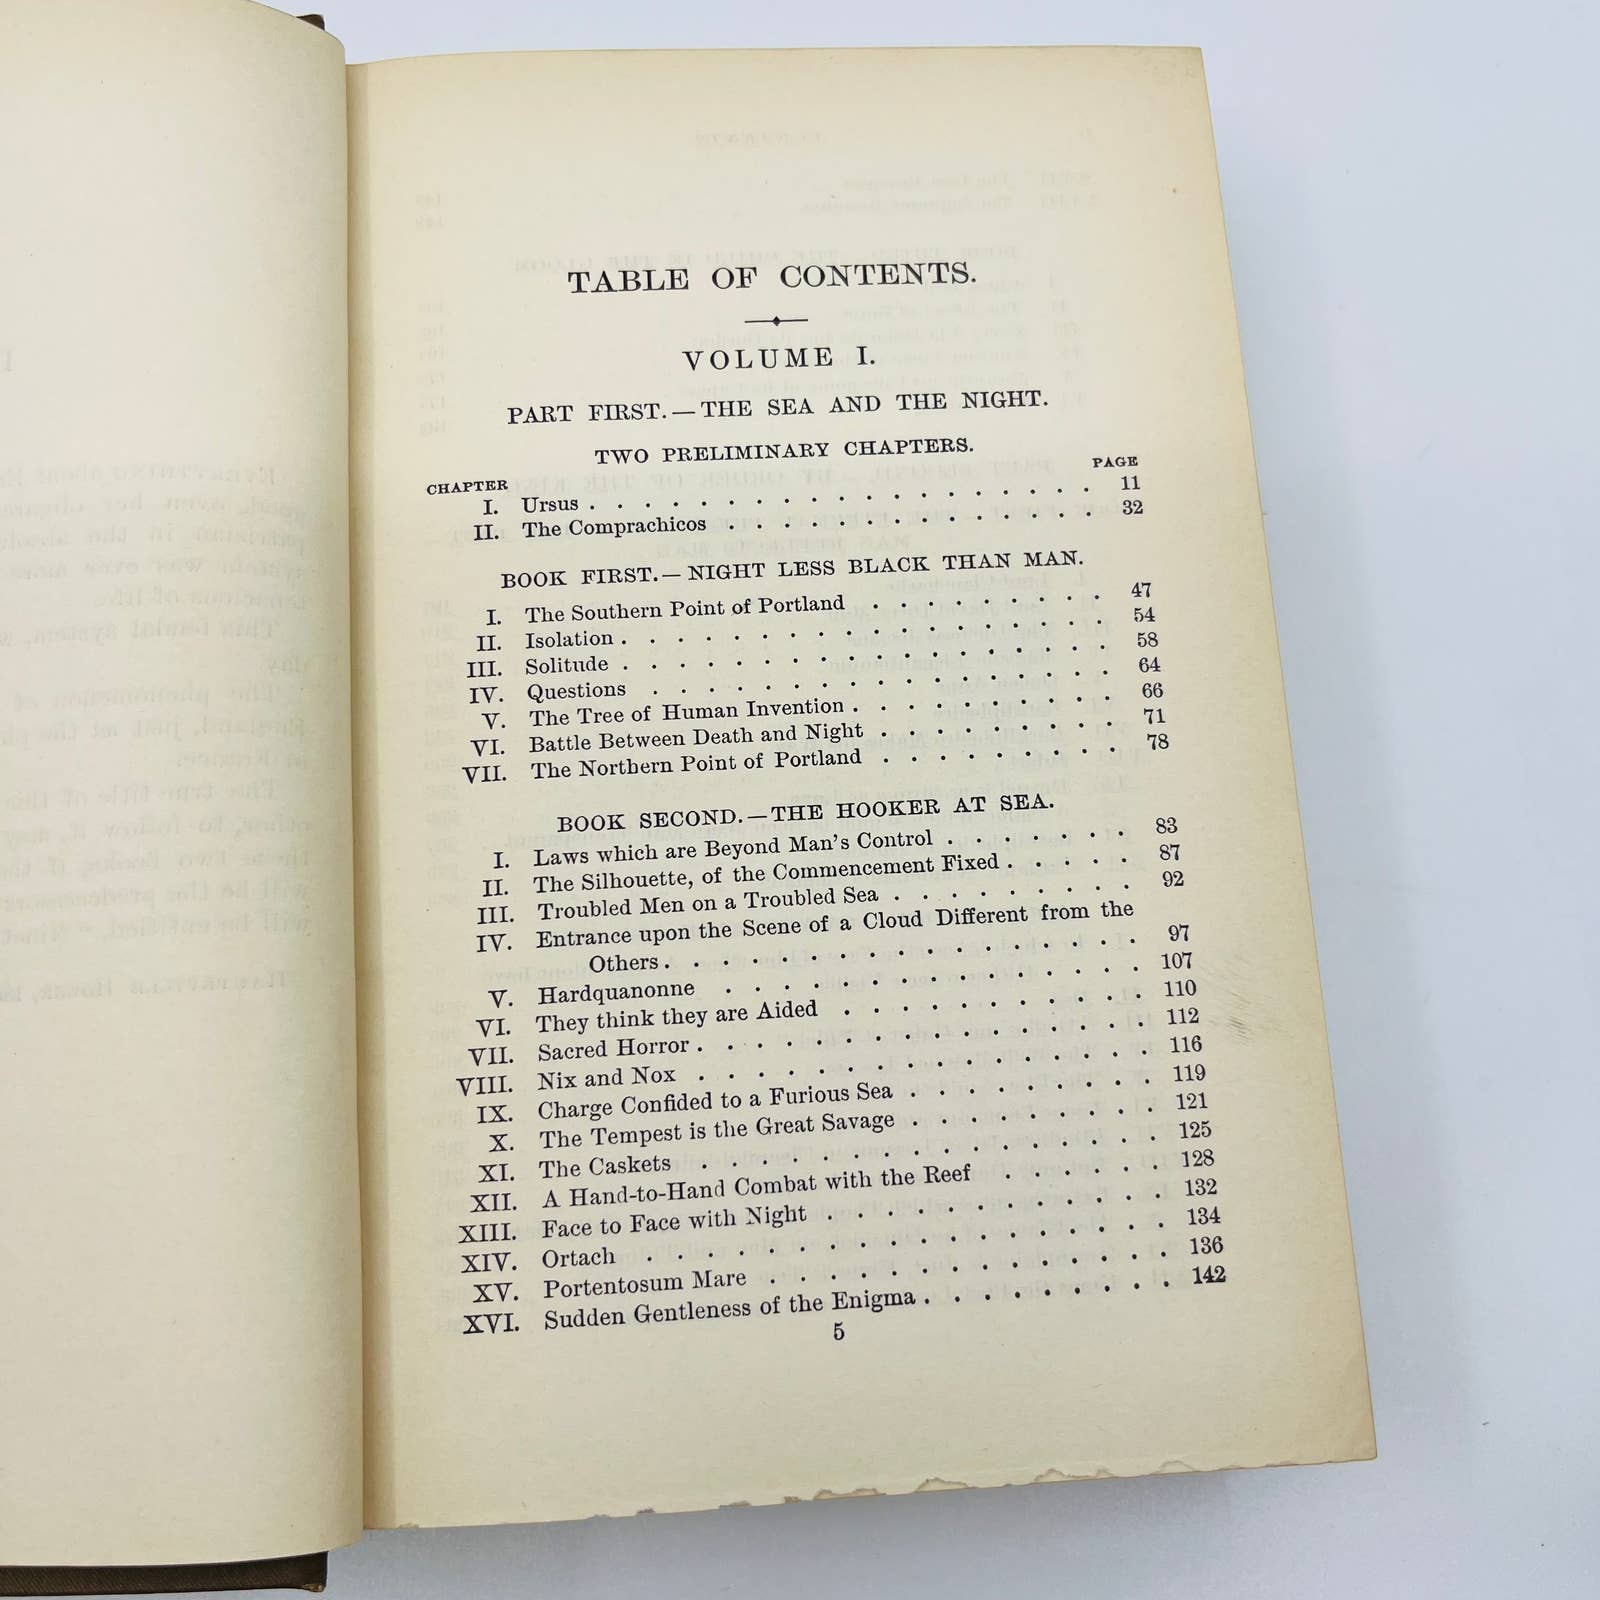 TABLE OF CONTENTS.
VOLUME I.
PART FIRST.—THE SEA AND THE NIGHT.
TWO PRELIMINARY CHAPTERS.
CHAPTER PAGE
I. Ursus . . . . . . . . . . . . . . . . . . 11
II. The Comprachicos . . . . . . . . . . . . . 32
BOOK FIRST.—NIGHT LESS BLACK THAN MAN.
I. The Southern Point of Portland . . . . . . . . . 47
II. Isolation . . . . . . . . . . . . . . . . . 54
III. Solitude . . . . . . . . . . . . . . . . . 58
IV. Questions . . . . . . . . . . . . . . . . . 64
V. The Tree of Human Invention . . . . . . . . . . 66
VI. Battle Between Death and Night . . . . . . . . . 71
VII. The Northern Point of Portland . . . . . . . . . 78
BOOK SECOND.—THE HOOKER AT SEA.
I. Laws which are Beyond Man's Control . . . . . . . 83
II. The Silhouette, of the Commencement Fixed . . . . . 87
III. Troubled Men on a Troubled Sea . . . . . . . . . 92
IV. Entrance upon the Scene of a Cloud Different from the
Others . . . . . . . . . . . . . . . . . 97
V. Hardquanonne . . . . . . . . . . . . . . . 107
VI. They think they are Aided . . . . . . . . . . . 110
VII. Sacred Horror . . . . . . . . . . . . . . . . 112
VIII. Nix and Nox . . . . . . . . . . . . . . . . 116
IX. Charge Confided to a Furious Sea . . . . . . . . . 119
X. The Tempest is the Great Savage . . . . . . . . . 121
XI. The Caskets . . . . . . . . . . . . . . . . 125
XII. A Hand-to-Hand Combat with the Reef . . . . . . 128
XIII. Face to Face with Night . . . . . . . . . . . . 132
XIV. Ortach . . . . . . . . . . . . . . . . . . 134
XV. Portentosum Mare . . . . . . . . . . . . . . 136
XVI. Sudden Gentleness of the Enigma . . . . . . . . . 142
5